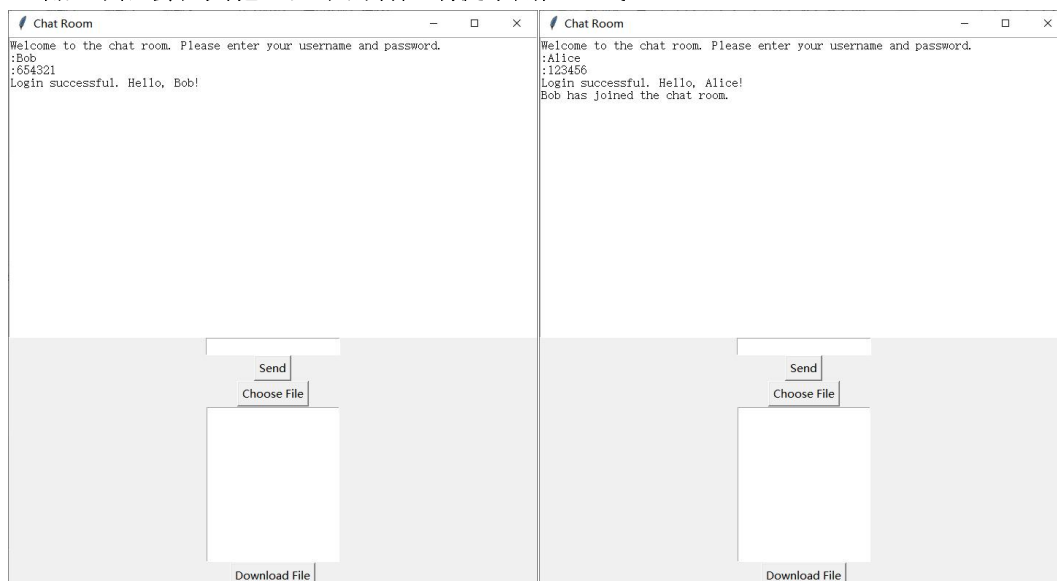 Chat Room
Welcome to the chat room. Please enter your username and password.
:Bob
:654321
Login successful. Hello, Bob!
Send
Choose File
Download File
Chat Room
Welcome to the chat room. Please enter your username and password.
:Alice
:123456
Login successful. Hello, Alice!
Bob has joined the chat room.
Send
Choose File
Download File